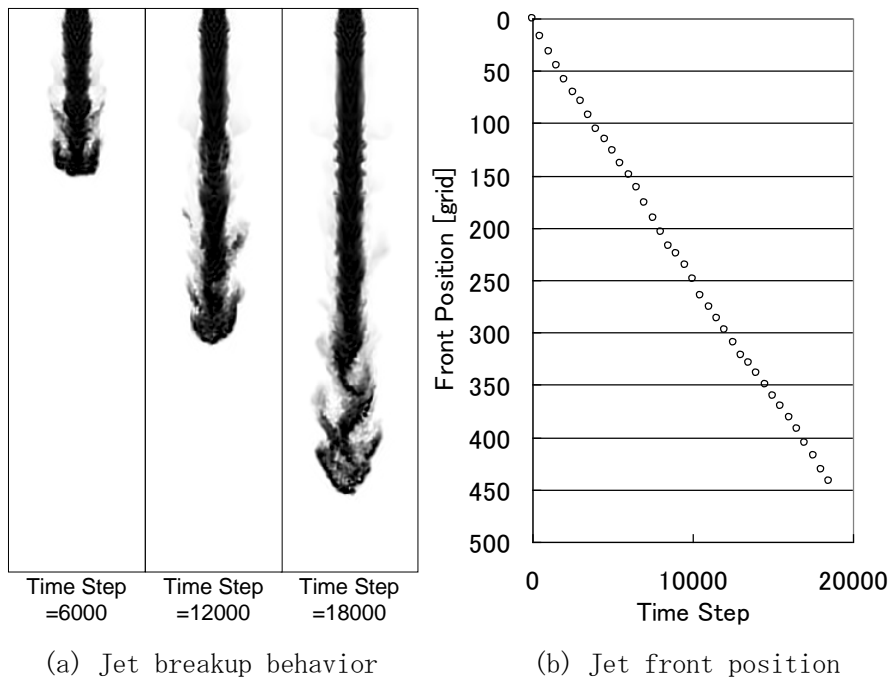 Time Step
=6000
Time Step
=12000
Time Step
=18000
(a) Jet breakup behavior
Front Position [grid]
0
50
100
150
200
250
300
350
400
450
500
0
10000
20000
Time Step
(b) Jet front position